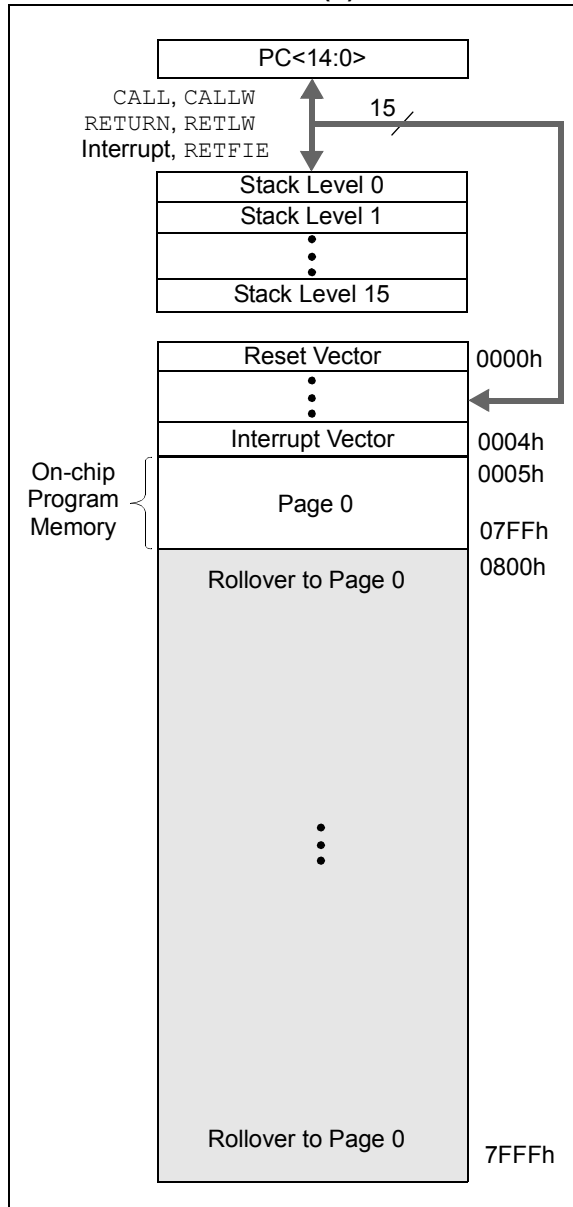 PC<14:0>
CALL, CALLW
RETURN, RETLW
Interrupt, RETFIE
15
Stack Level 0
Stack Level 1
Stack Level 15
Reset Vector
0000h
Interrupt Vector
0004h
On-chip
Program
Memory
Page 0
0005h
07FFh
Rollover to Page 0
0800h
Rollover to Page 0
7FFFh